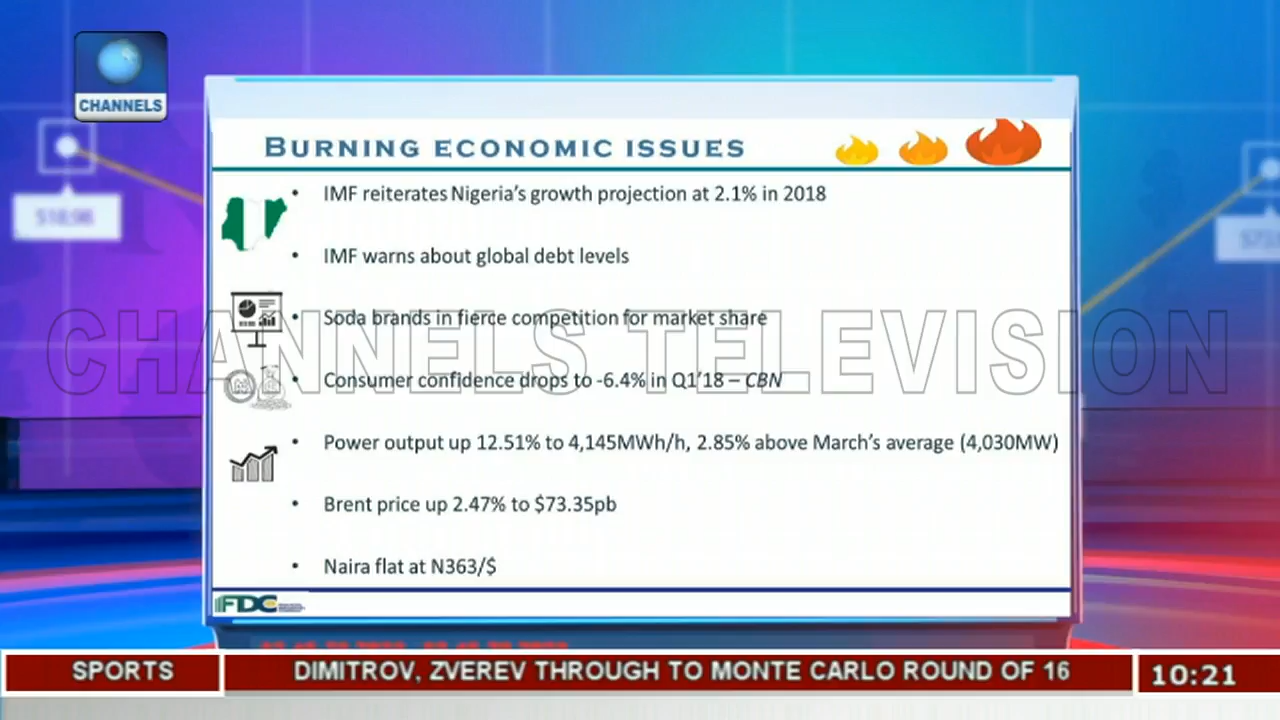 CHANNELS
BURNING ECONOMIC ISSUES
• IMF reiterates Nigeria's growth projection at 2.1% in 2018
• IMF warns about global debt levels
• Soda brands in fierce competition for market share
CHANNELS TELEVISION
• Consumer confidence drops to -6.4% in Q1'18 – CBN
• Power output up 12.51% to 4,145MWh/h, 2.85% above March's average (4,030MW)
• Brent price up 2.47% to $73.35pb
• Naira flat at N363/$
FDC
SPORTS DIMITROV, ZVEREV THROUGH TO MONTE CARLO ROUND OF 16 10:21